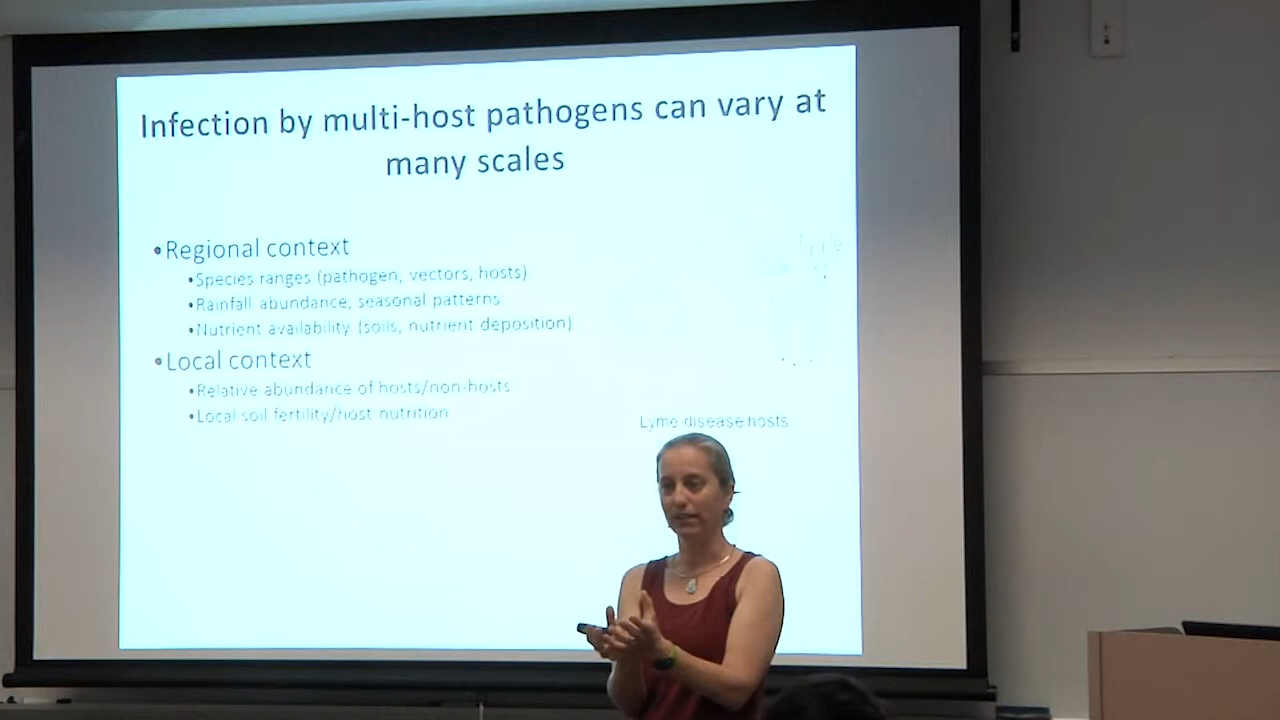 Infection by multi-host pathogens can vary at
many scales
•Regional context
•Species ranges (pathogen, vectors, hosts)
•Rainfall abundance, seasonal patterns
•Nutrient availability (soils, nutrient deposition)
•Local context
•Relative abundance of hosts/non-hosts
•Local soil fertility/host nutrition
Lyme disease hosts